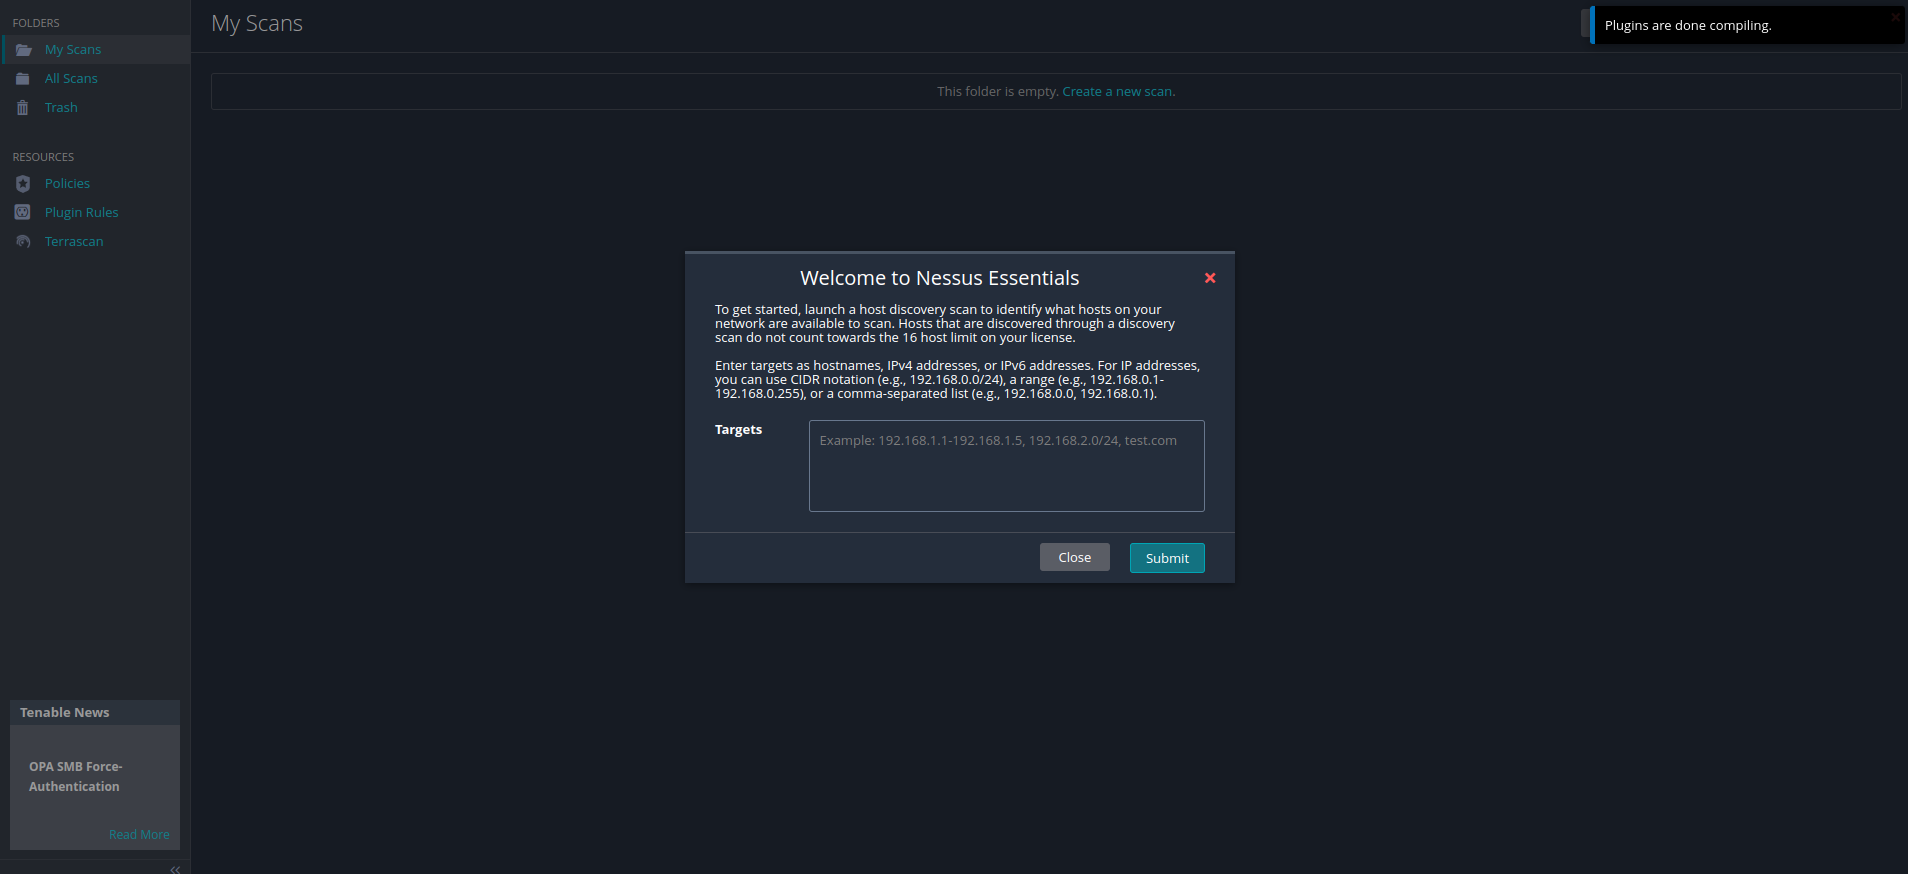 FOLDERS
My Scans
All Scans
Trash
RESOURCES
Policies
Plugin Rules
Terrascan
Tenable News
OPA SMB Force-
Authentication
Read More
My Scans
Plugins are done compiling.
This folder is empty. Create a new scan.
Welcome to Nessus Essentials
To get started, launch a host discovery scan to identify what hosts on your
network are available to scan. Hosts that are discovered through a discovery
scan do not count towards the 16 host limit on your license.
Enter targets as hostnames, IPv4 addresses, or IPv6 addresses. For IP addresses,
you can use CIDR notation (e.g., 192.168.0.0/24), a range (e.g., 192.168.0.1-
192.168.0.255), or a comma-separated list (e.g., 192.168.0.0, 192.168.0.1).
Targets
Example: 192.168.1.1-192.168.1.5, 192.168.2.0/24, test.com
Close
Submit